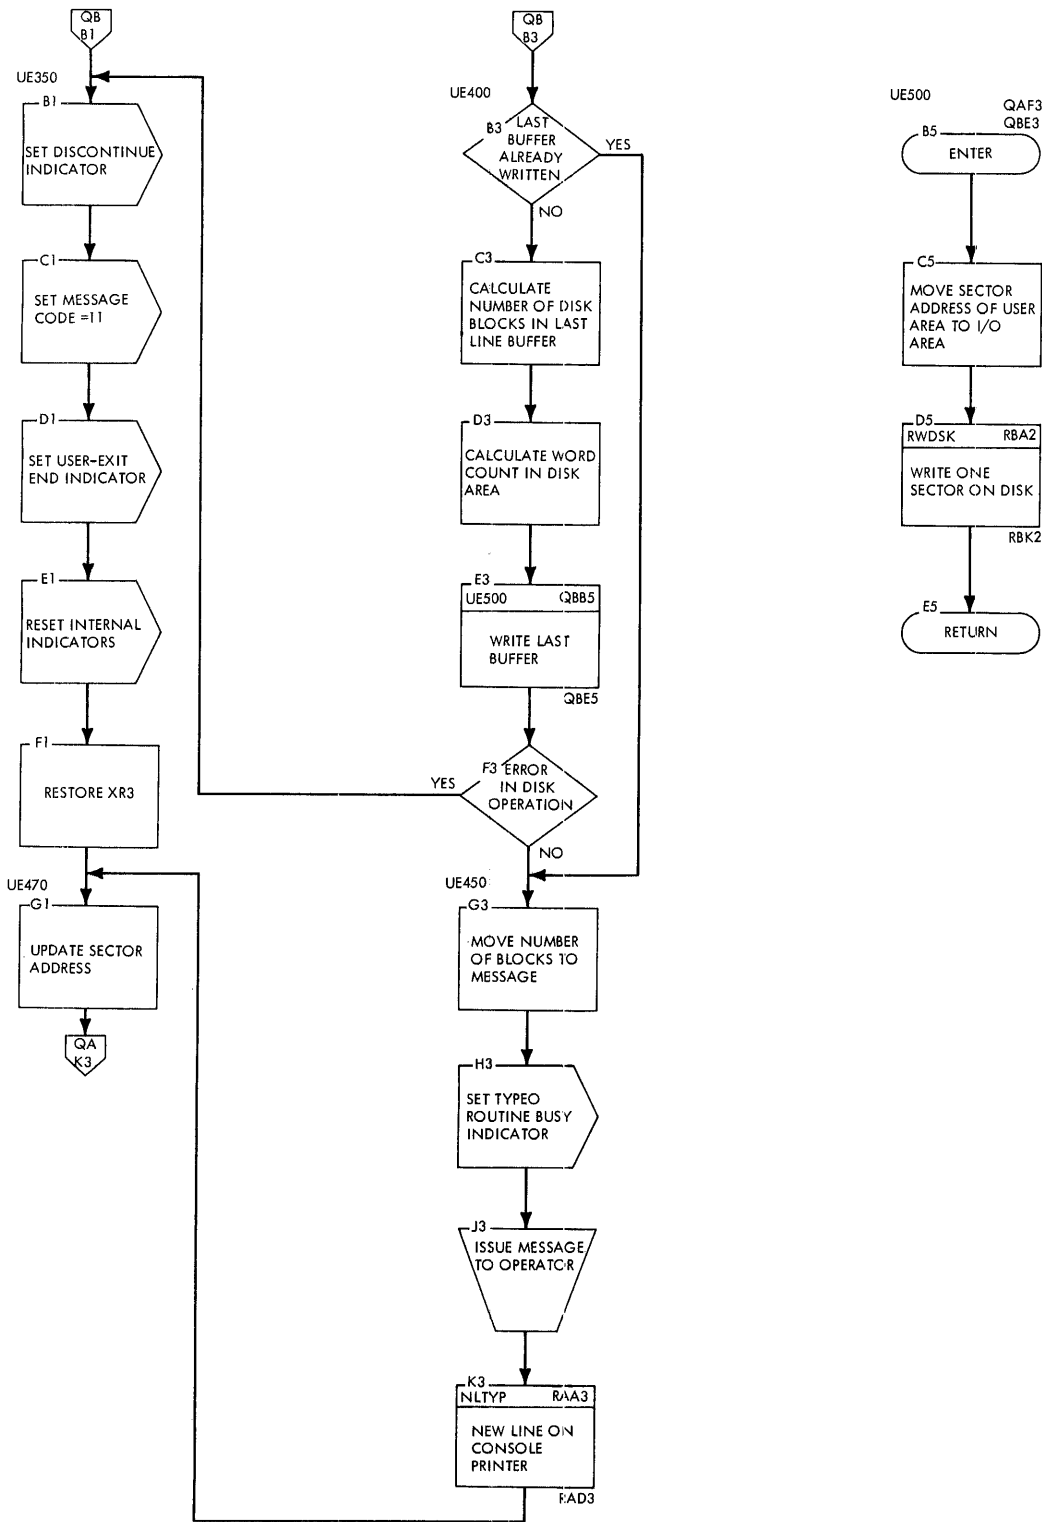 QB
B1
UE350
B1
SET DISCONTINUE
INDICATOR
C1
SET MESSAGE
CODE =11
D1
SET USER-EXIT
END INDICATOR
E1
RESET INTERNAL
INDICATORS
F1
RESTORE XR3
UE470
G1
UPDATE SECTOR
ADDRESS
QA
K3
QB
B3
UE400
B3 LAST
BUFFER
ALREADY
WRITTEN
YES
NO
C3
CALCULATE
NUMBER OF DISK
BLOCKS IN LAST
LINE BUFFER
D3
CALCULATE WORD
COUNT IN DISK
AREA
E3
UE500 QBB5
WRITE LAST
BUFFER
QBE5
F3 ERROR
IN DISK
OPERATION
YES
NO
UE450
G3
MOVE NUMBER
OF BLOCKS TO
MESSAGE
H3
SET TYPEO
ROUTINE BUSY
INDICATOR
J3
ISSUE MESSAGE
TO OPERATOR
K3
NLTYP RAA3
NEW LINE ON
CONSOLE
PRINTER
RAD3
UE500
QAF3
QBE3
B5
ENTER
C5
MOVE SECTOR
ADDRESS OF USER
AREA TO I/O
AREA
D5
RWDSK RBA2
WRITE ONE
SECTOR ON DISK
RBK2
E5
RETURN